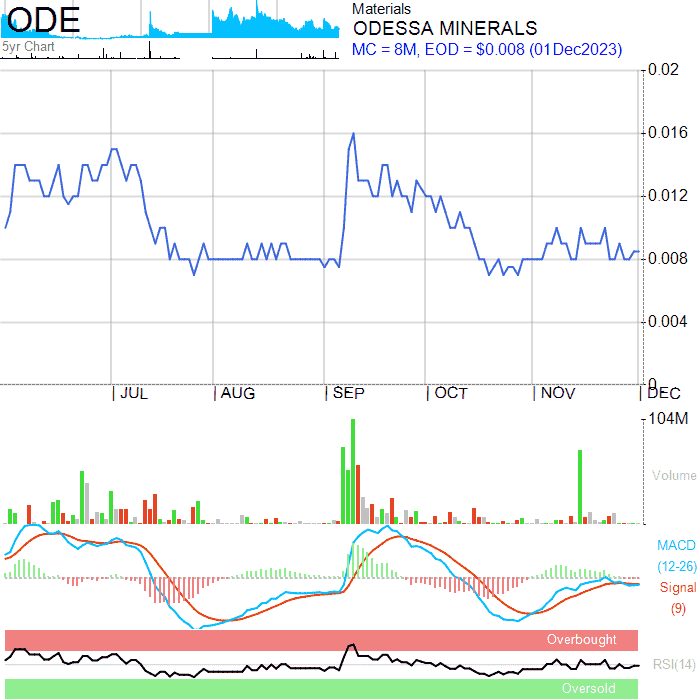 ODE
5yr Chart
Materials
ODESSA MINERALS
MC = 8M, EOD = $0.008 (01Dec2023)
0.02
0.016
0.012
0.008
0.004
0
JUL AUG SEP OCT NOV DEC
104M
Volume
MACD
(12-26)
Signal
(9)
Overbought
RSI(14)
Oversold